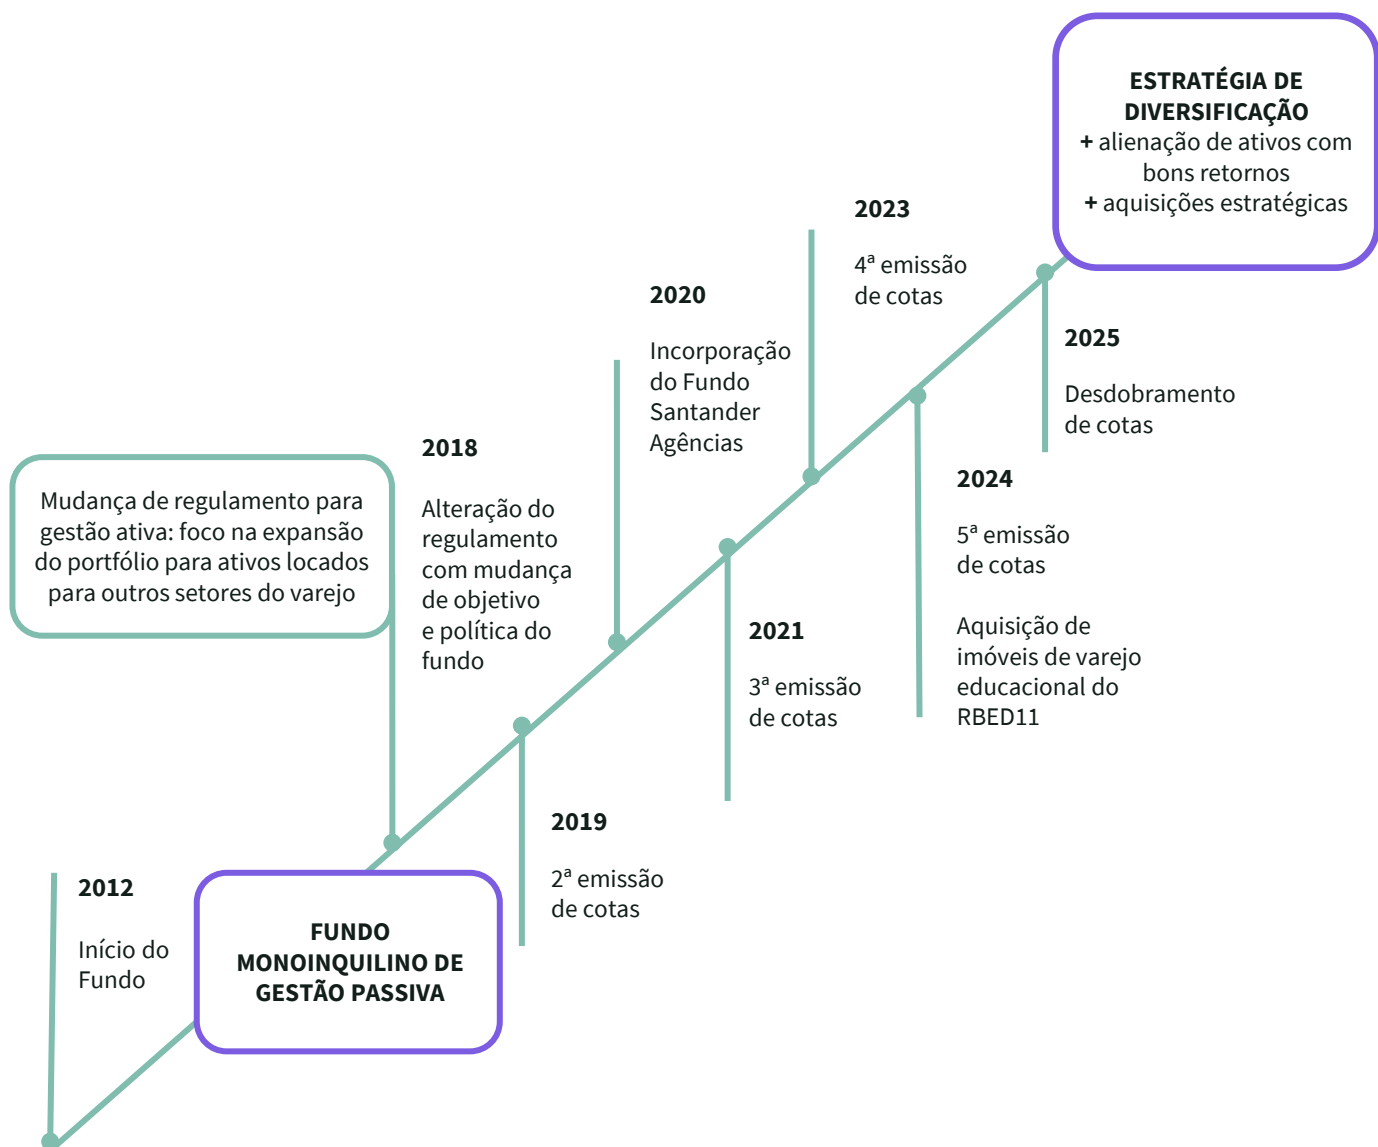 2012
Início do
Fundo
FUNDO
MONOINQUILINO DE
GESTÃO PASSIVA
Mudança de regulamento para
gestão ativa: foco na expansão
do portfólio para ativos locados
para outros setores do varejo
2018
Alteração do
regulamento
com mudança
de objetivo
e política do
fundo
2019
2ª emissão
de cotas
2020
Incorporação
do Fundo
Santander
Agências
2021
3ª emissão
de cotas
2023
4ª emissão
de cotas
2024
5ª emissão
de cotas
Aquisição de
imóveis de varejo
educacional do
RBED11
2025
Desdobramento
de cotas
ESTRATÉGIA DE
DIVERSIFICAÇÃO
+ alienação de ativos com
bons retornos
+ aquisições estratégicas